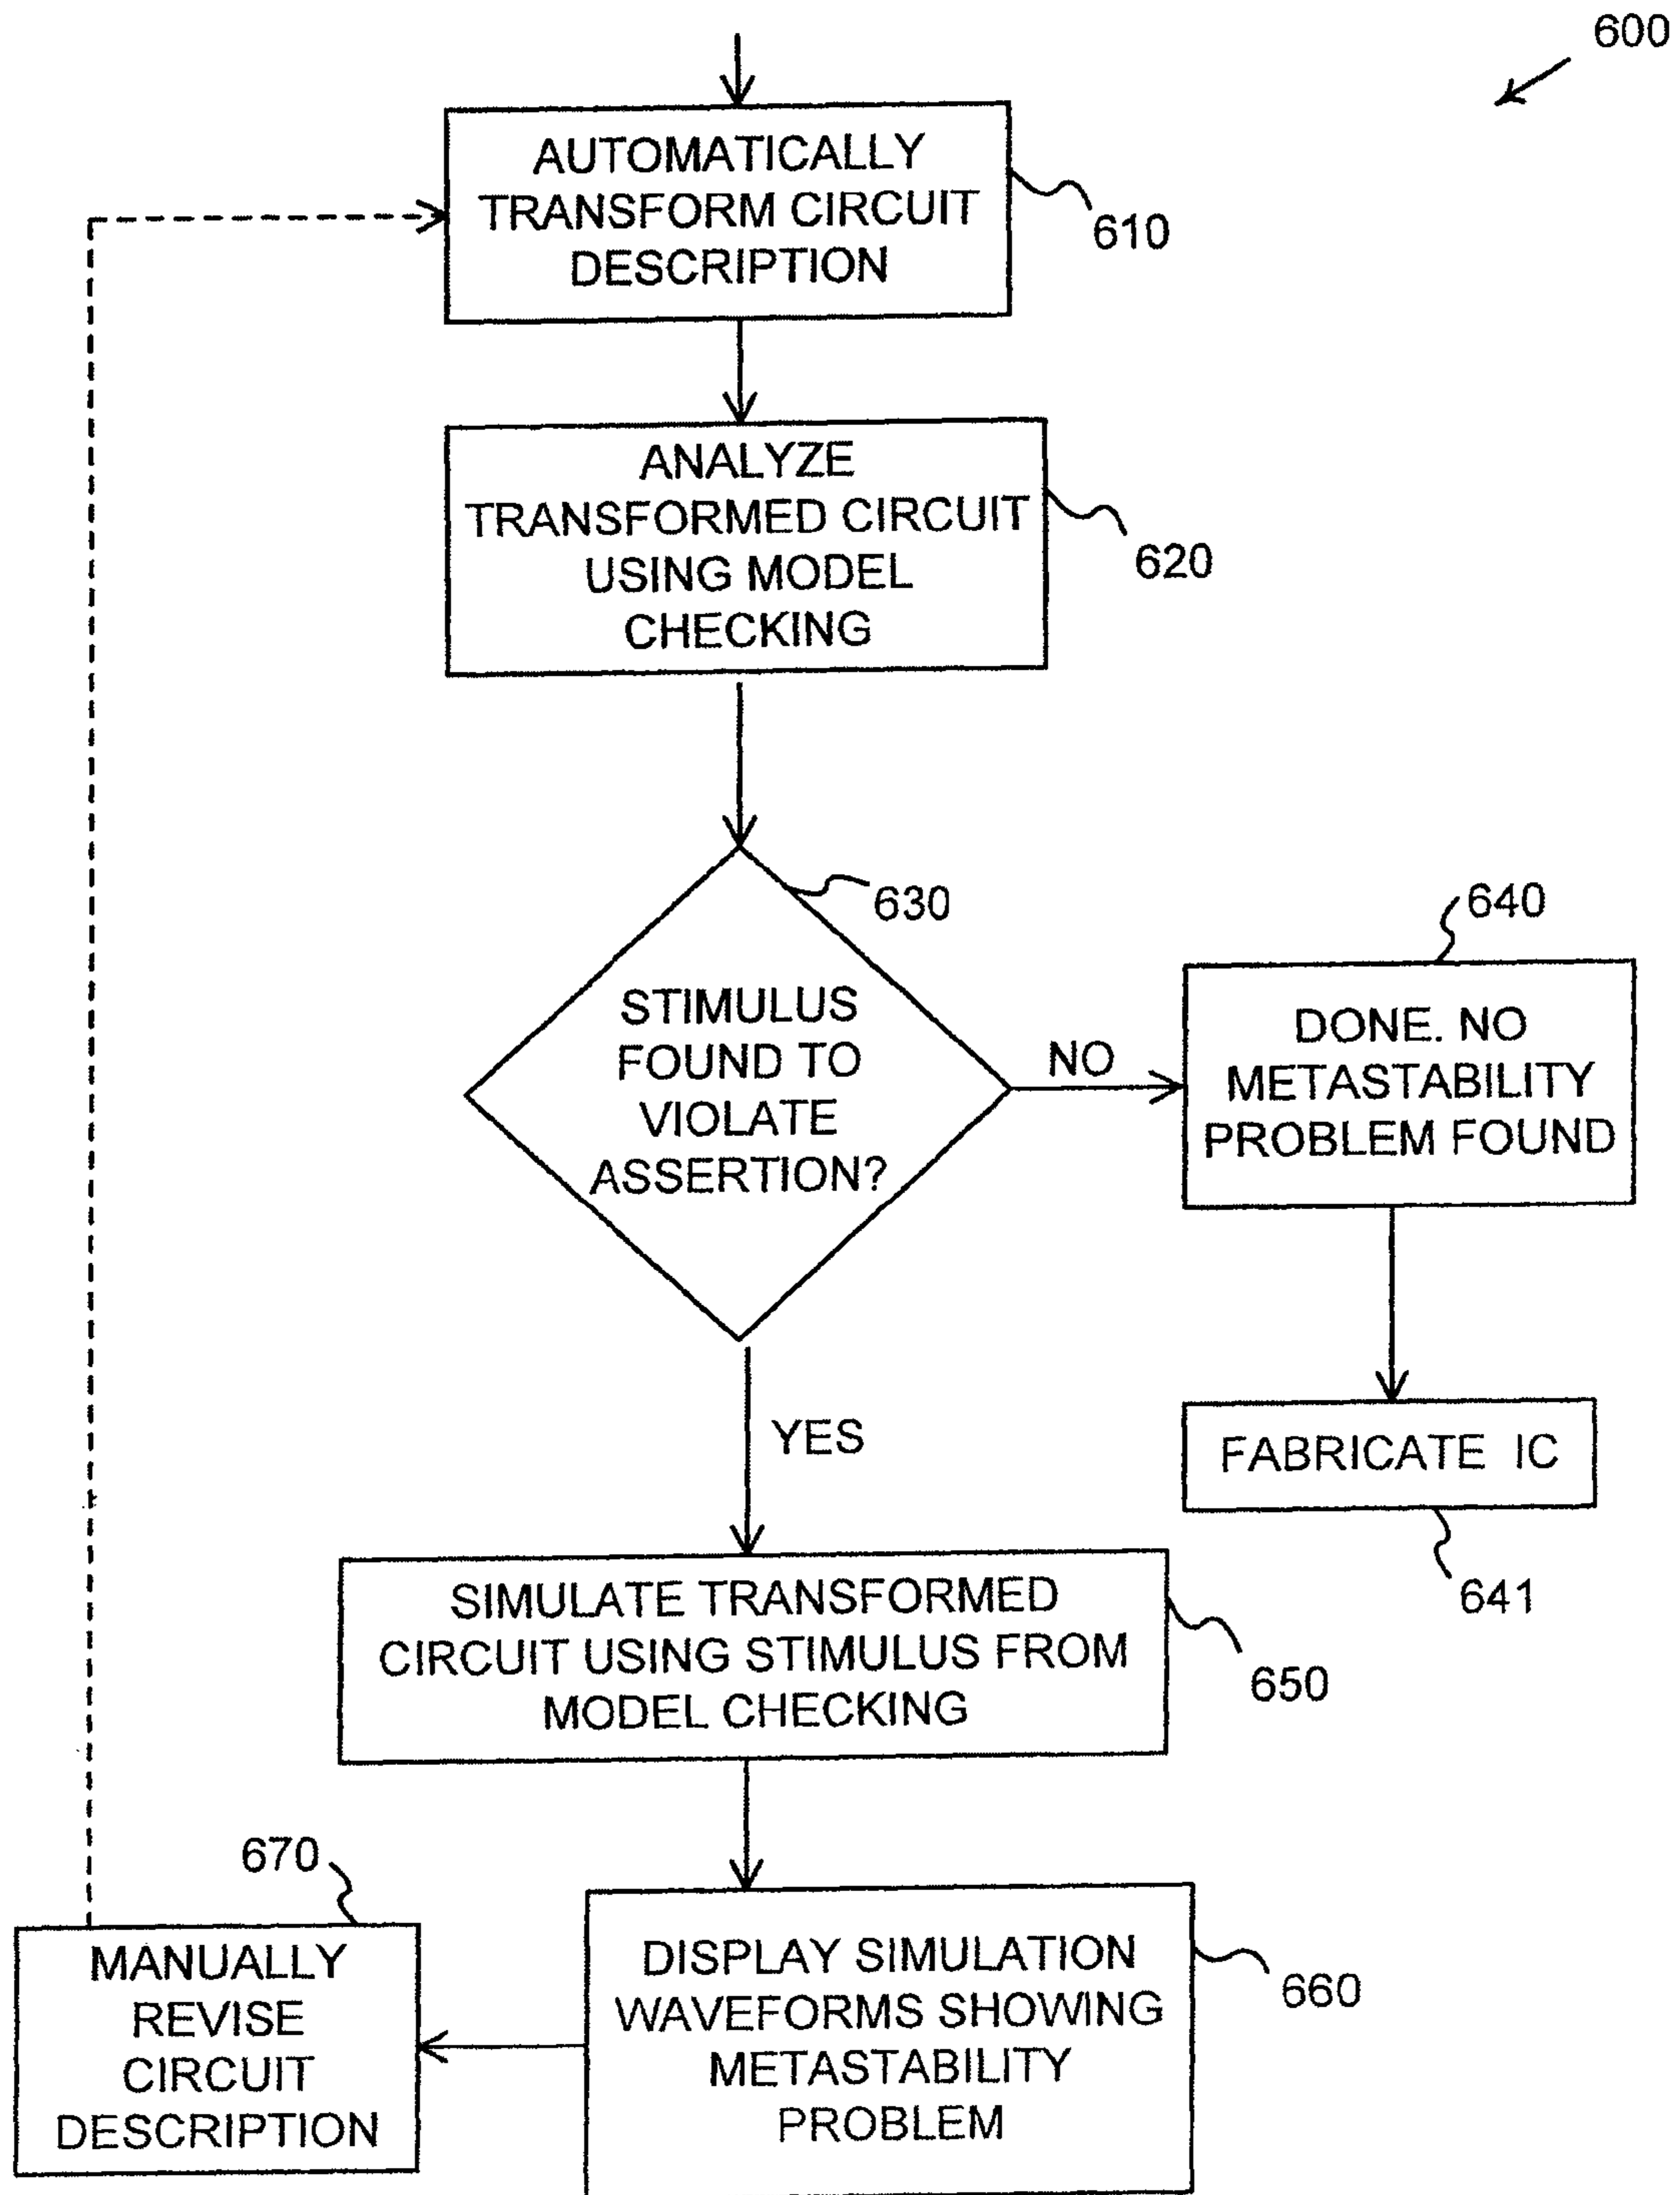 600
AUTOMATICALLY
TRANSFORM CIRCUIT
DESCRIPTION
610
ANALYZE
TRANSFORMED CIRCUIT
USING MODEL
CHECKING
620
630
STIMULUS
FOUND TO
VIOLATE
ASSERTION?
NO
640
DONE. NO
METASTABILITY
PROBLEM FOUND
FABRICATE IC
641
YES
SIMULATE TRANSFORMED
CIRCUIT USING STIMULUS FROM
MODEL CHECKING
650
DISPLAY SIMULATION
WAVEFORMS SHOWING
METASTABILITY
PROBLEM
660
670
MANUALLY
REVISE
CIRCUIT
DESCRIPTION